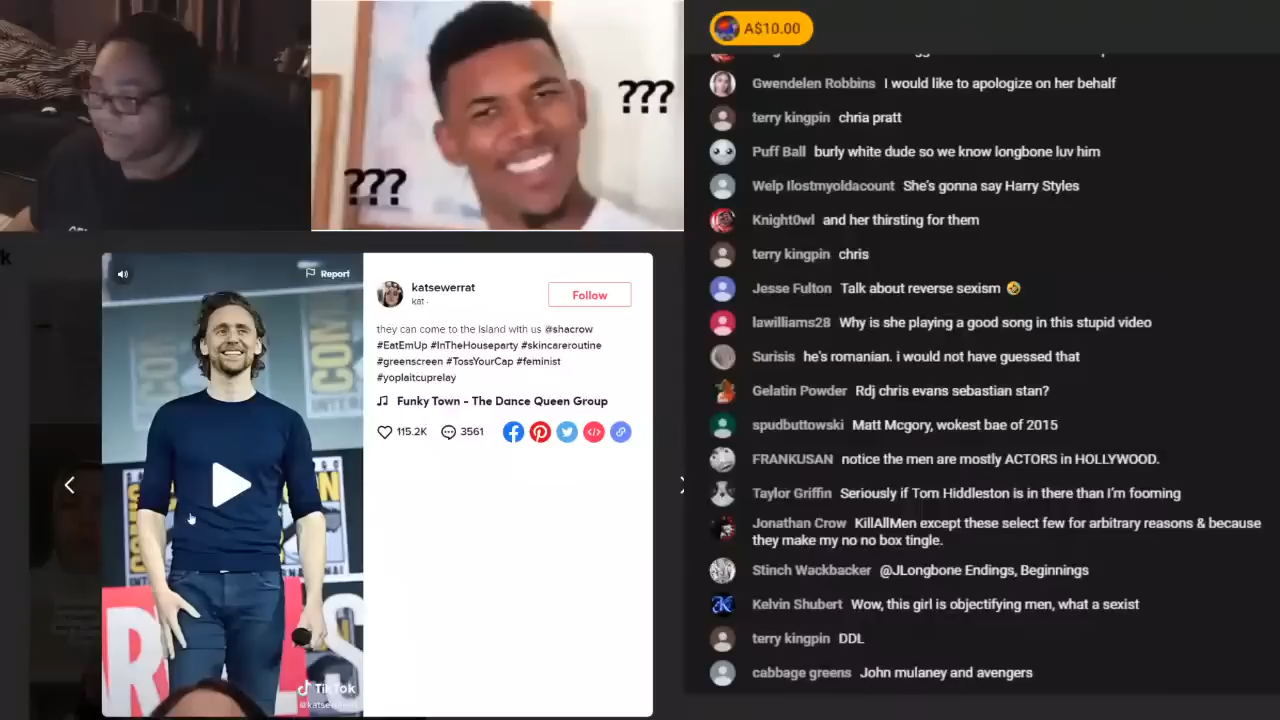 A$10.00
Gwendelen Robbins I would like to apologize on her behalf
???
terry kingpin chria pratt
Puff Ball burly white dude so we know longbone luv him
???
Welp Ilostmyoldacount She's gonna say Harry Styles
Knight0wl and her thirsting for them
terry kingpin chris
k
Report
katsewerrat
kat ·
Follow
Jesse Fulton Talk about reverse sexism 🤣
they can come to the island with us @shacrow
#EatEmUp #InTheHouseparty #skincareroutine
#greenscreen #TossYourCap #feminist
#yoplaitcuprelay
Funky Town - The Dance Queen Group
115.2K 3561
lawilliams28 Why is she playing a good song in this stupid video
Surisis he's romanian. i would not have guessed that
Gelatin Powder Rdj chris evans sebastian stan?
spudbuttowski Matt Mcgory, wokest bae of 2015
FRANKUSAN notice the men are mostly ACTORS in HOLLYWOOD.
Taylor Griffin Seriously if Tom Hiddleston is in there than I'm fooming
Jonathan Crow KillAllMen except these select few for arbitrary reasons & because
they make my no no box tingle.
Stinch Wackbacker @JLongbone Endings, Beginnings
Kelvin Shubert Wow, this girl is objectifying men, what a sexist
terry kingpin DDL
cabbage greens John mulaney and avengers
TikTok